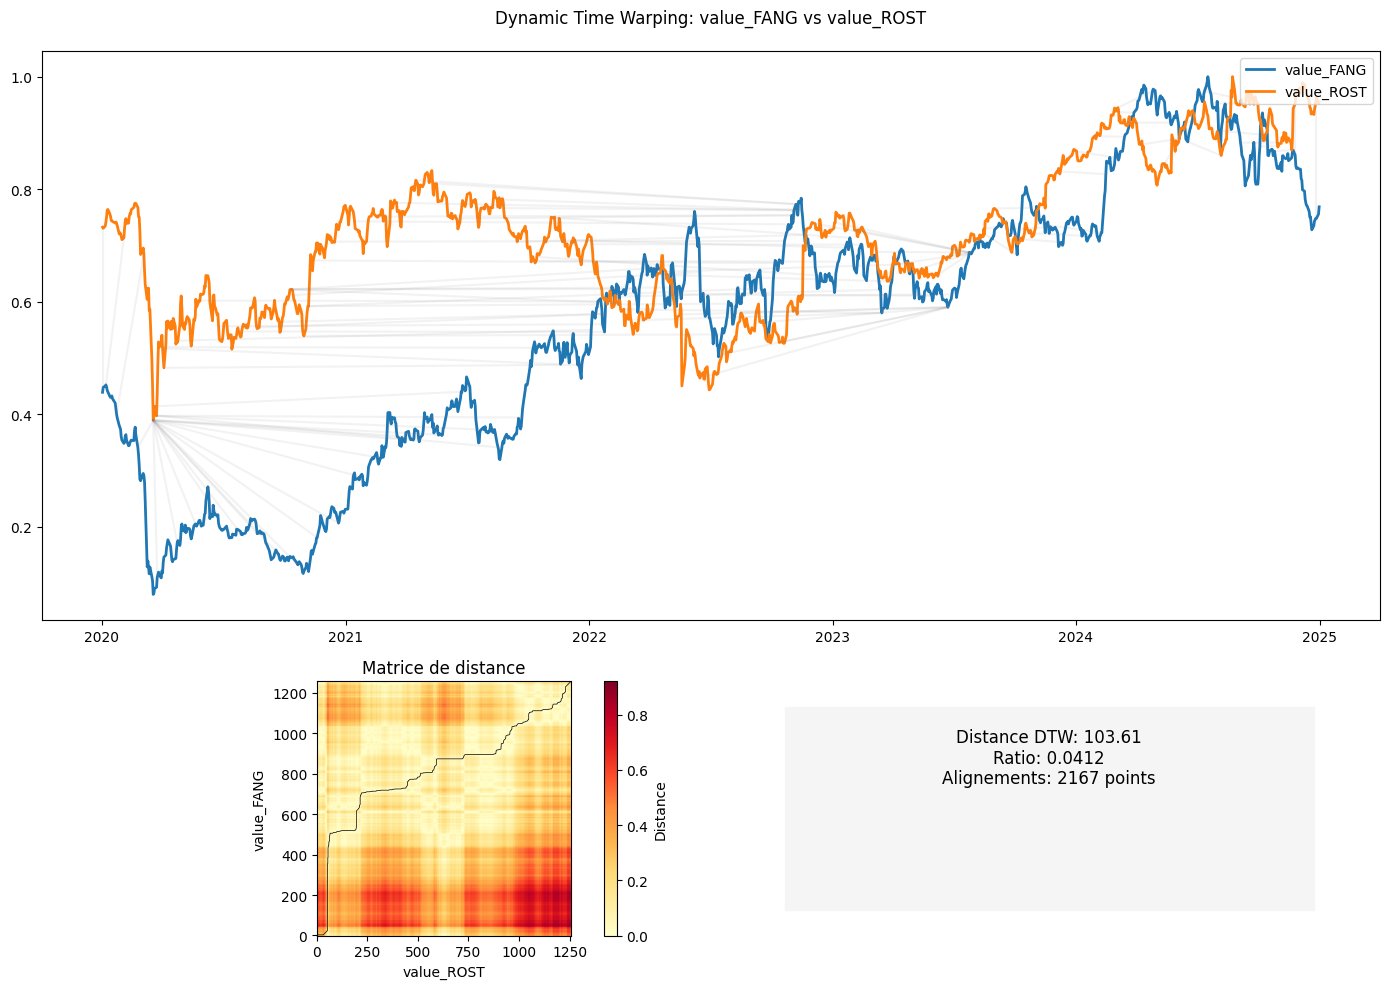 Dynamic Time Warping: value_FANG vs value_ROST
1.0
0.8
0.6
0.4
0.2
value_FANG
value_ROST
2020
2021
2022
2023
2024
2025
Matrice de distance
value_FANG
1200
1000
800
600
400
200
0
0
250
500
750
1000
1250
value_ROST
0.8
0.6
0.4
0.2
0.0
Distance
Distance DTW: 103.61
Ratio: 0.0412
Alignements: 2167 points